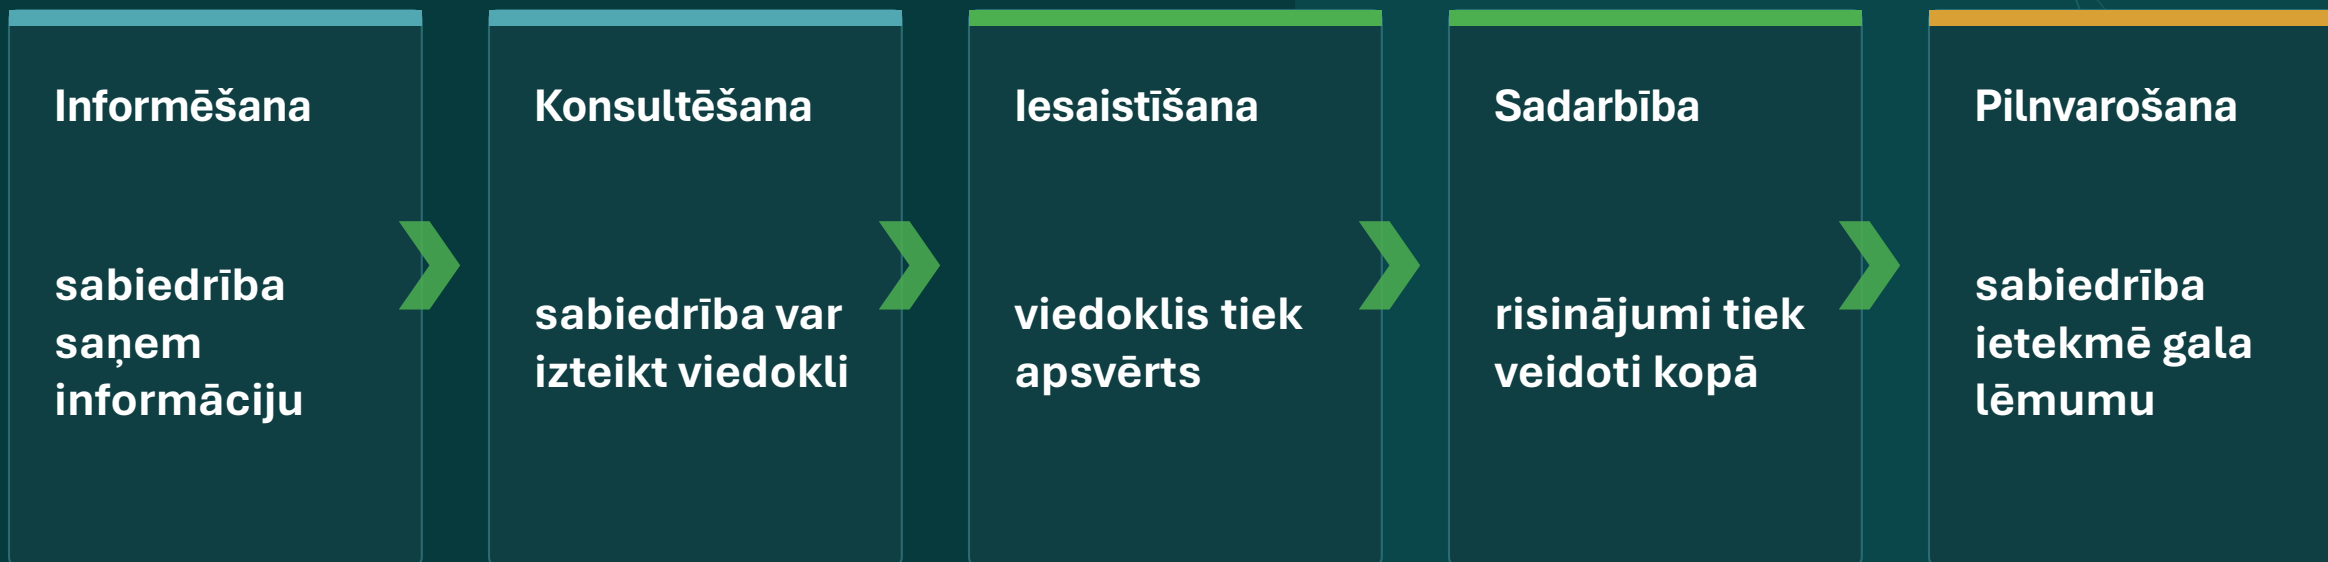 Informēšana
sabiedrība
saņem
informāciju
Konsultēšana
sabiedrība var
izteikt viedokli
Iesaistīšana
viedoklis tiek
apsvērts
Sadarbība
risinājumi tiek
veidoti kopā
Pilnvarošana
sabiedrība
ietekmē gala
lēmumu